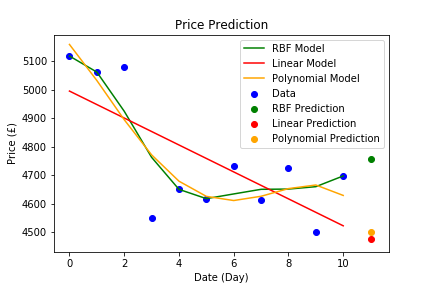 Price Prediction
RBF Model
Linear Model
Polynomial Model
Data
RBF Prediction
Linear Prediction
Polynomial Prediction
Price (£)
5100
5000
4900
4800
4700
4600
4500
0 2 4 6 8 10
Date (Day)